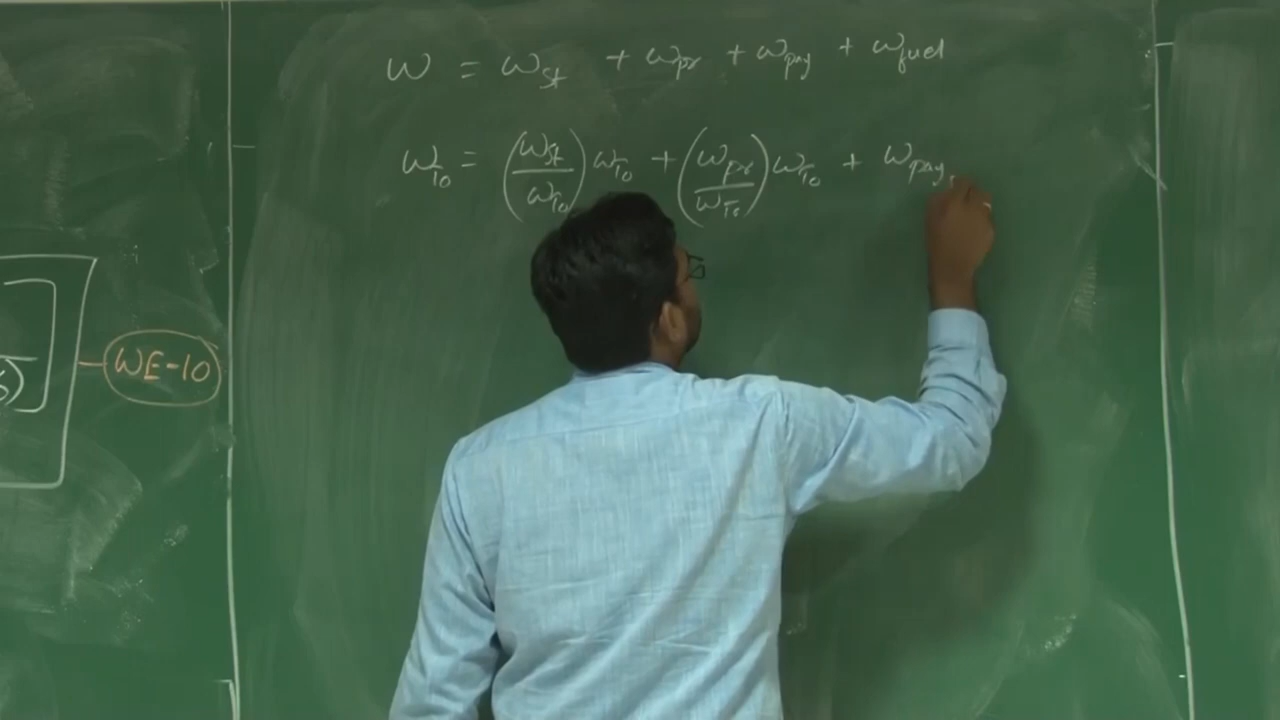 W = W_st + W_pr + W_pay + W_fuel
W_To = (W_st / W_To) W_To + (W_pr / W_To) W_To + W_pay
WE-10